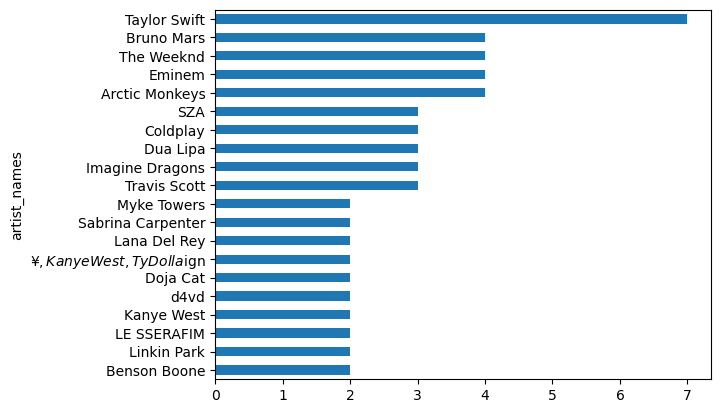 Taylor Swift
Bruno Mars
The Weeknd
Eminem
Arctic Monkeys
SZA
Coldplay
Dua Lipa
Imagine Dragons
Travis Scott
Myke Towers
Sabrina Carpenter
Lana Del Rey
¥,KanyeWest,TyDollaign
Doja Cat
d4vd
Kanye West
LE SSERAFIM
Linkin Park
Benson Boone
artist_names
0 1 2 3 4 5 6 7